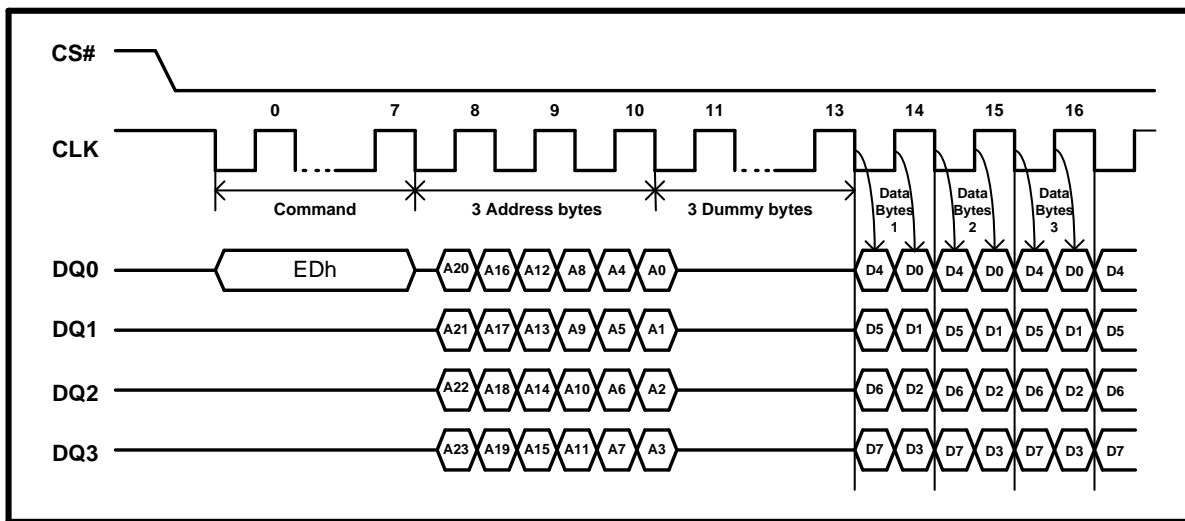 CS#
0 7 8 9 10 11 13 14 15 16
CLK
Command 3 Address bytes 3 Dummy bytes
Data Bytes 1
Data Bytes 2
Data Bytes 3
DQ0 EDh A20 A16 A12 A8 A4 A0 D4 D0 D4 D0 D4 D0 D4
DQ1 A21 A17 A13 A9 A5 A1 D5 D1 D5 D1 D5 D1 D5
DQ2 A22 A18 A14 A10 A6 A2 D6 D2 D6 D2 D6 D2 D6
DQ3 A23 A19 A15 A11 A7 A3 D7 D3 D7 D3 D7 D3 D7